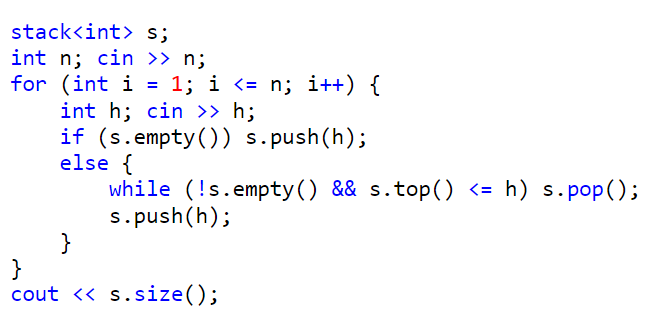 stack<int> s;
int n; cin >> n;
for (int i = 1; i <= n; i++) {
    int h; cin >> h;
    if (s.empty()) s.push(h);
    else {
        while (!s.empty() && s.top() <= h) s.pop();
        s.push(h);
    }
}
cout << s.size();